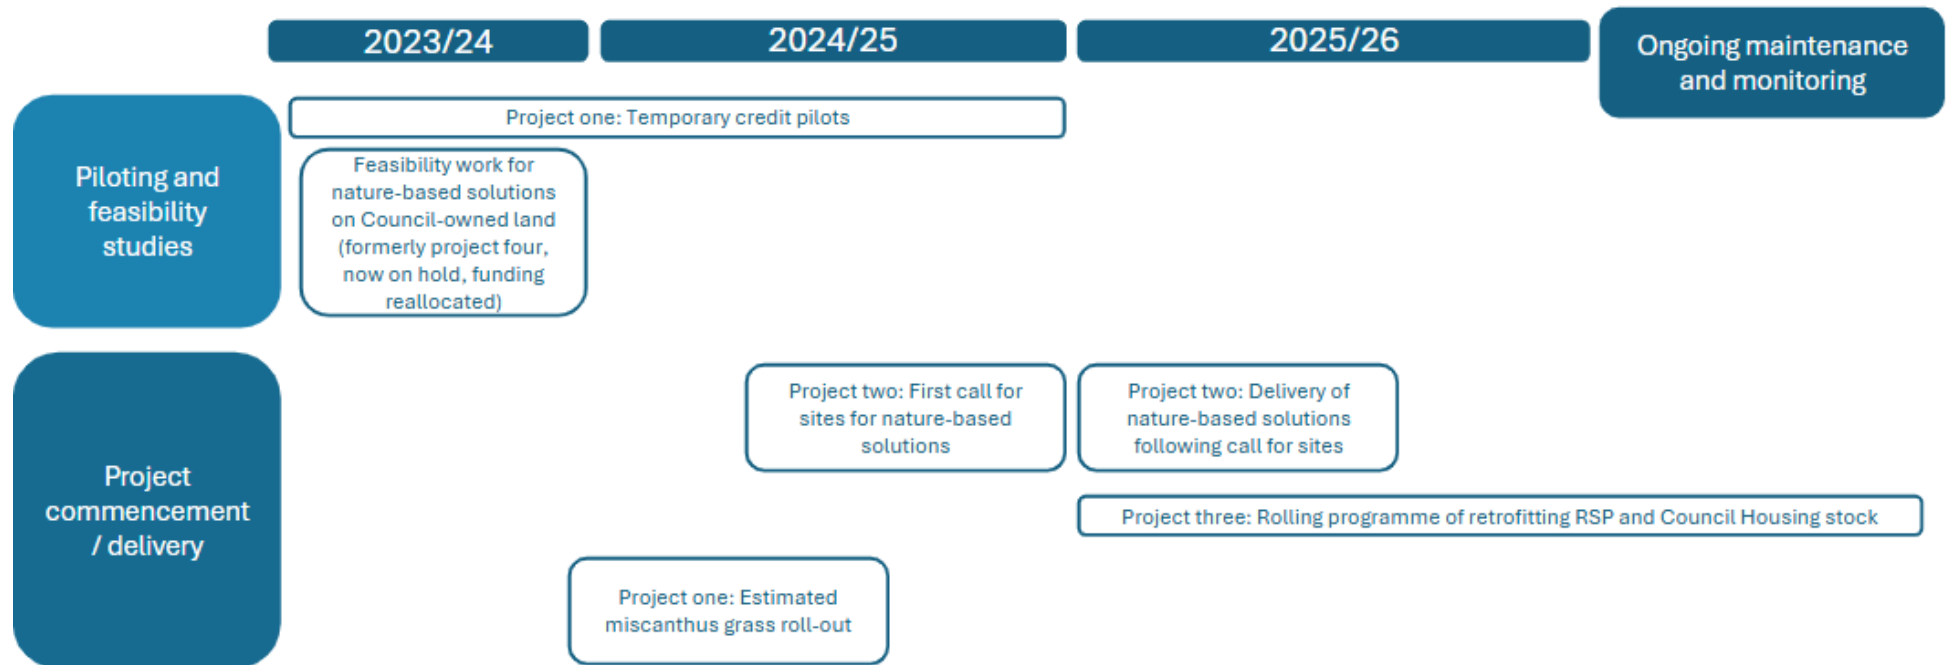 2023/24
2024/25
2025/26
Ongoing maintenance
and monitoring
Piloting and
feasibility
studies
Project one: Temporary credit pilots
Feasibility work for
nature-based solutions
on Council-owned land
(formerly project four,
now on hold, funding
reallocated)
Project
commencement
/ delivery
Project two: First call for
sites for nature-based
solutions
Project two: Delivery of
nature-based solutions
following call for sites
Project three: Rolling programme of retrofitting RSP and Council Housing stock
Project one: Estimated
miscanthus grass roll-out